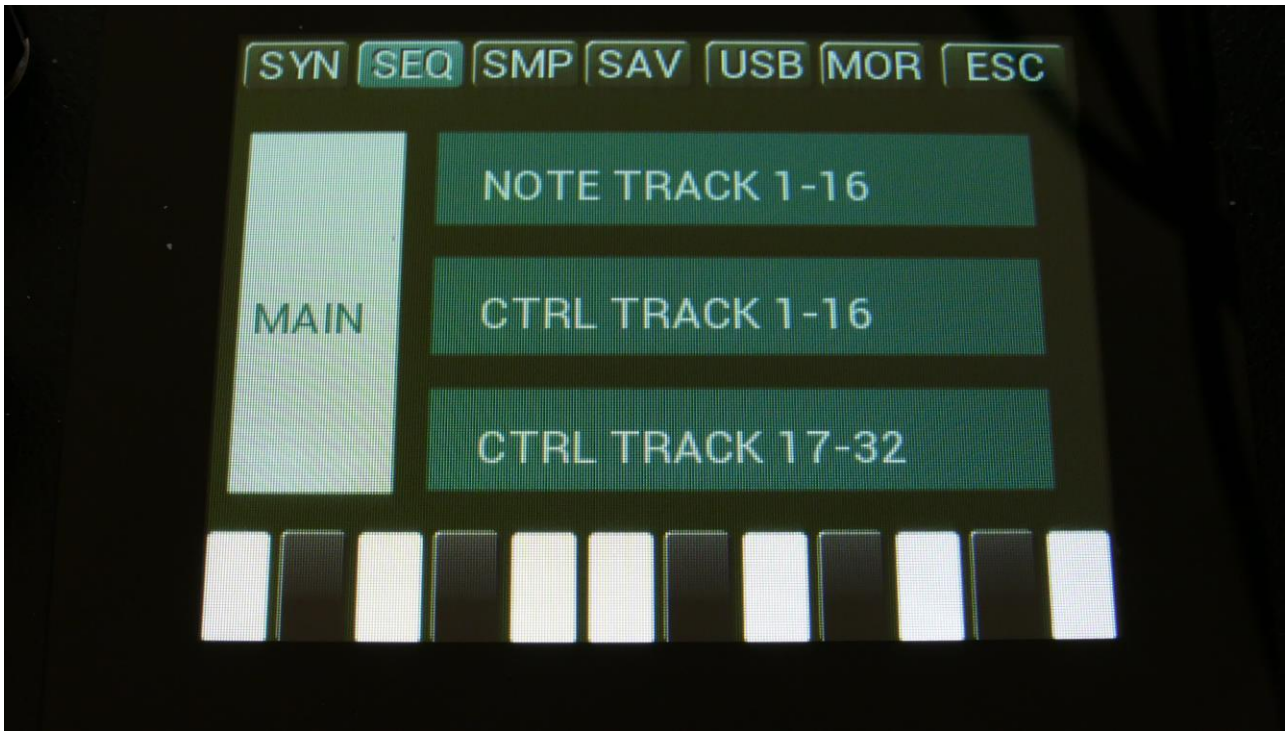 SYN SEQ SMP SAV USB MOR ESC
NOTE TRACK 1-16
MAIN CTRL TRACK 1-16
CTRL TRACK 17-32